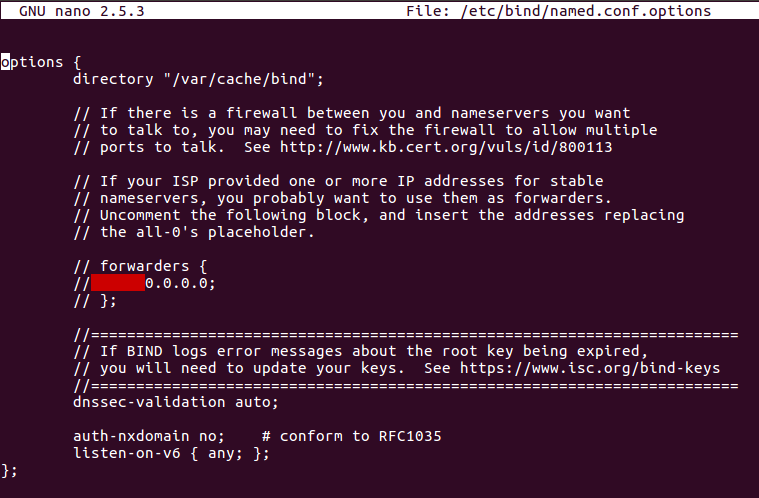 GNU nano 2.5.3 File: /etc/bind/named.conf.options
options {
directory "/var/cache/bind";
// If there is a firewall between you and nameservers you want
// to talk to, you may need to fix the firewall to allow multiple
// ports to talk.  See http://www.kb.cert.org/vuls/id/800113
// If your ISP provided one or more IP addresses for stable
// nameservers, you probably want to use them as forwarders.
// Uncomment the following block, and insert the addresses replacing
// the all-0's placeholder.
// forwarders {
//      0.0.0.0;
// };
//========================================================================
// If BIND logs error messages about the root key being expired,
// you will need to update your keys.  See https://www.isc.org/bind-keys
//========================================================================
dnssec-validation auto;
auth-nxdomain no;    # conform to RFC1035
listen-on-v6 { any; };
};